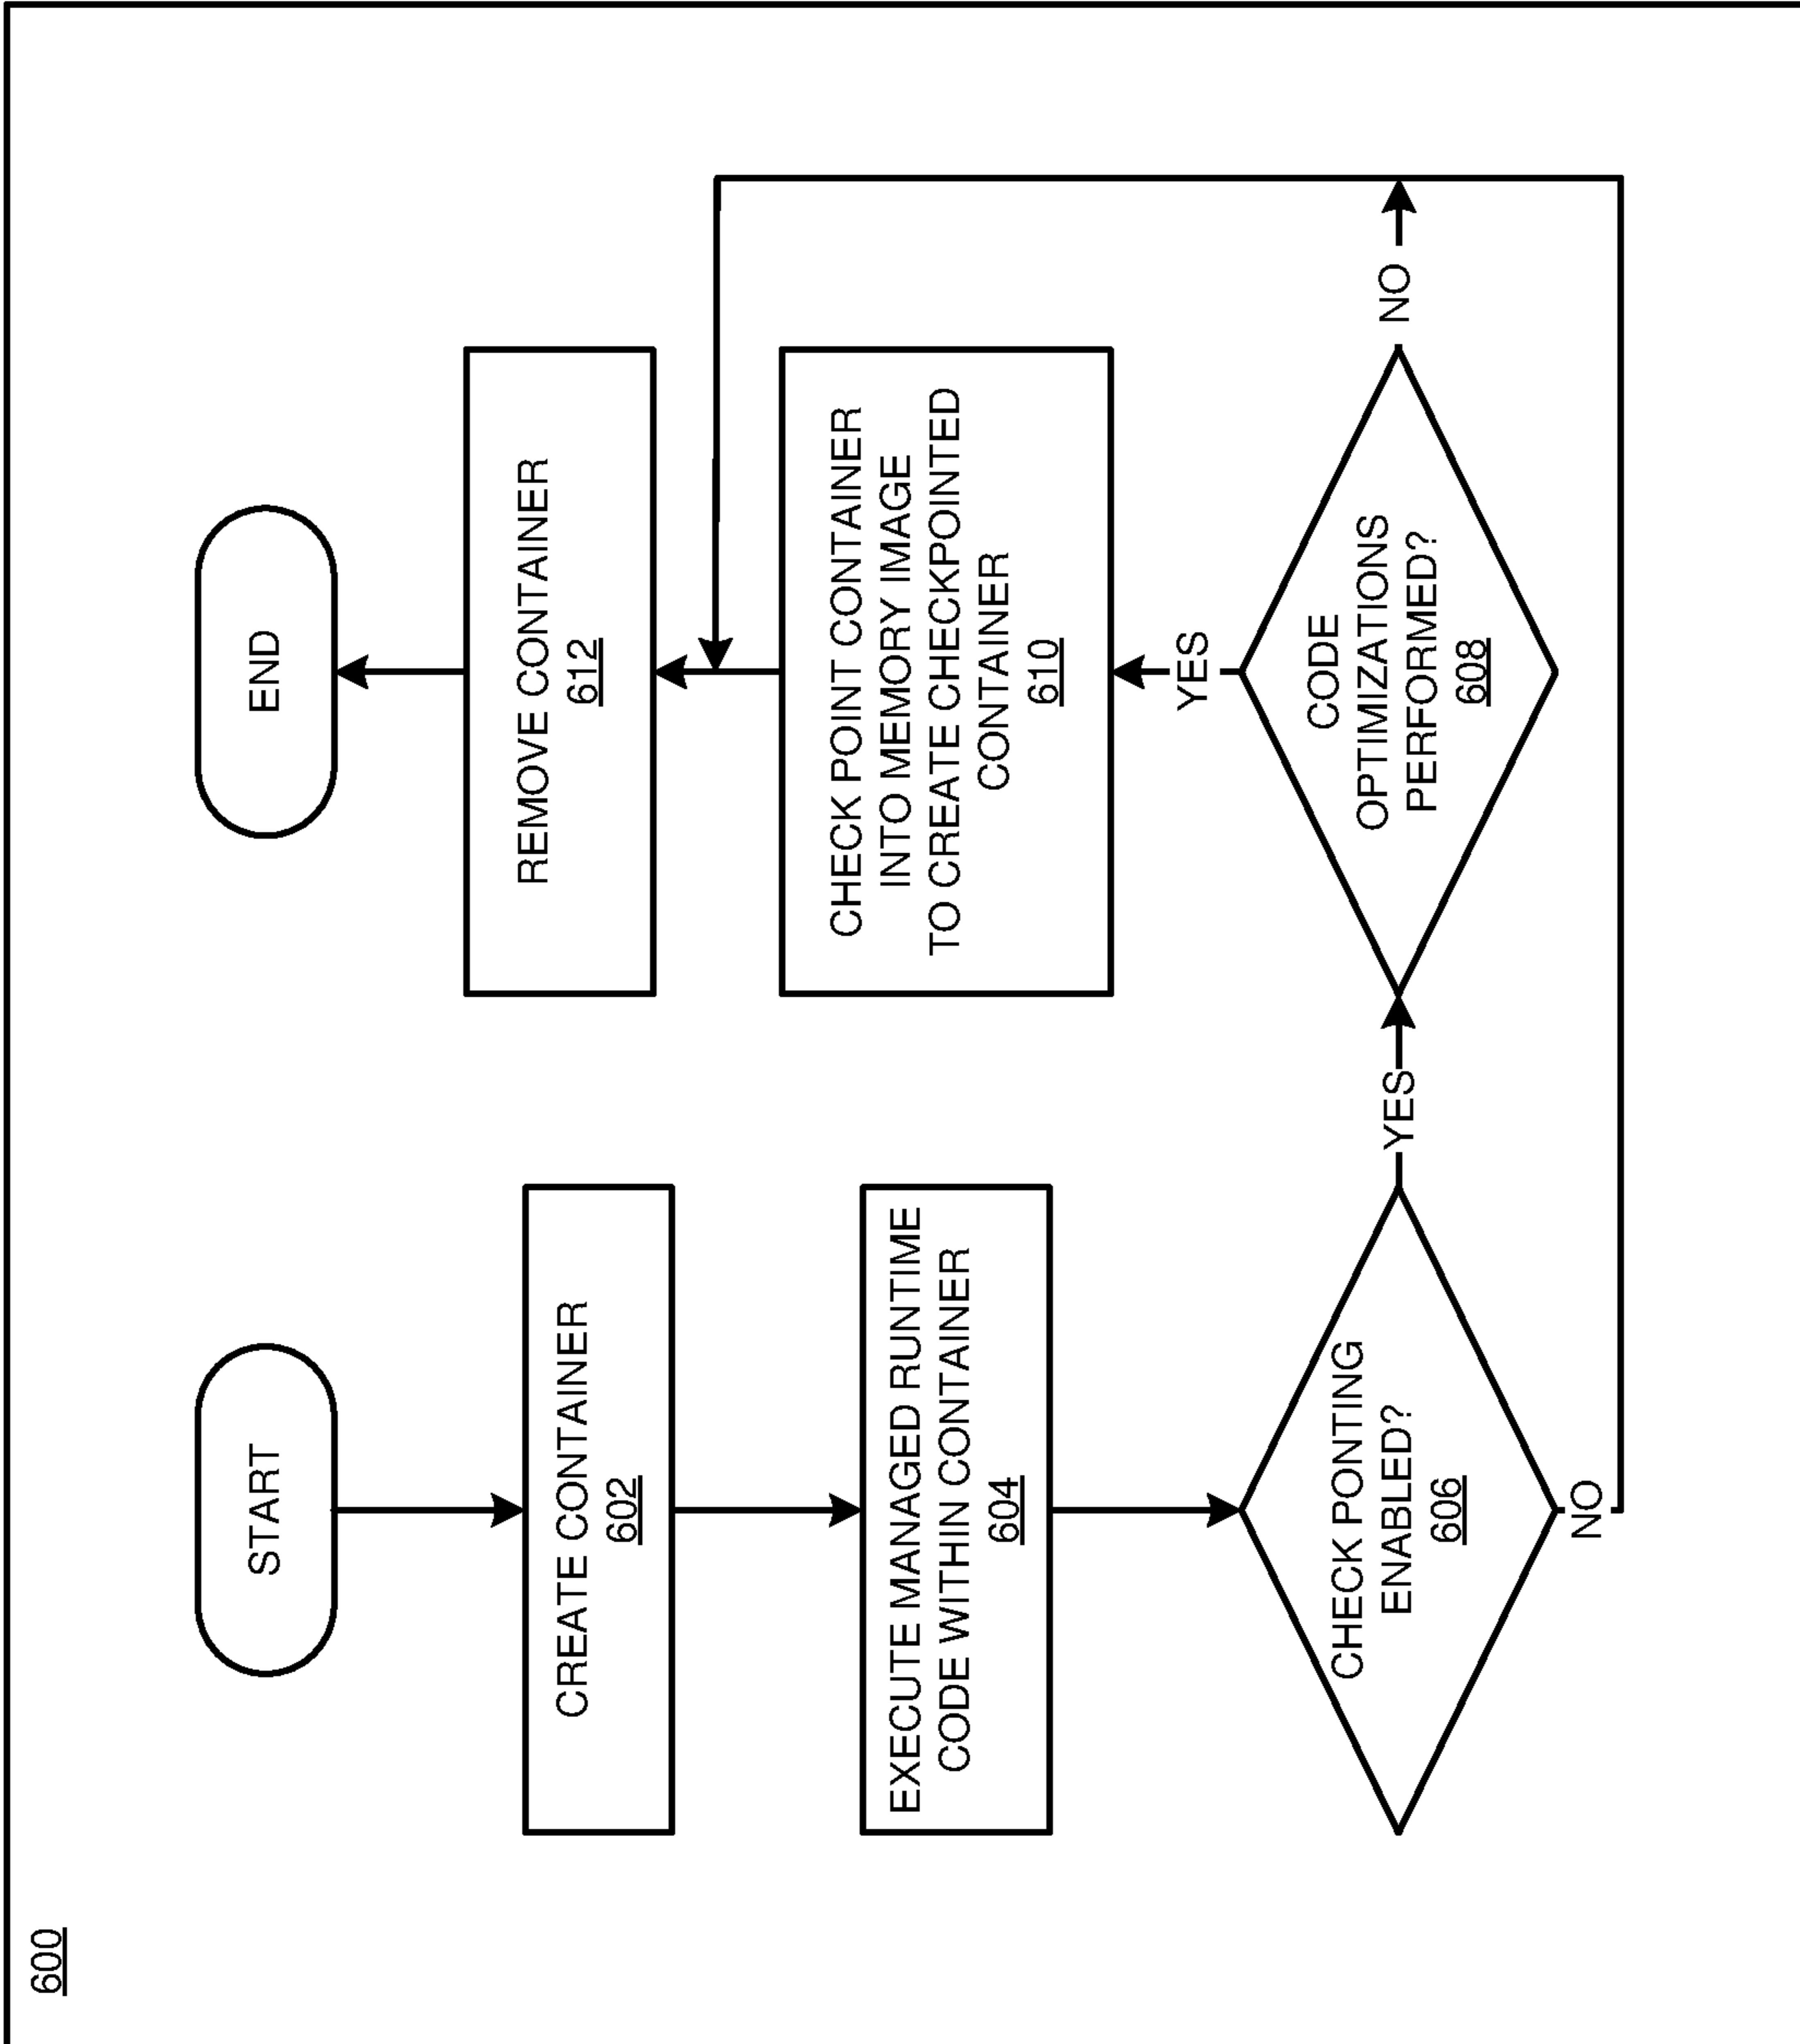 600
START
CREATE CONTAINER
602
EXECUTE MANAGED RUNTIME
CODE WITHIN CONTAINER
604
CHECK PONTING
ENABLED?
606
NO
YES
CODE
OPTIMIZATIONS
PERFORMED?
608
NO
YES
CHECK POINT CONTAINER
INTO MEMORY IMAGE
TO CREATE CHECKPOINTED
CONTAINER
610
REMOVE CONTAINER
612
END